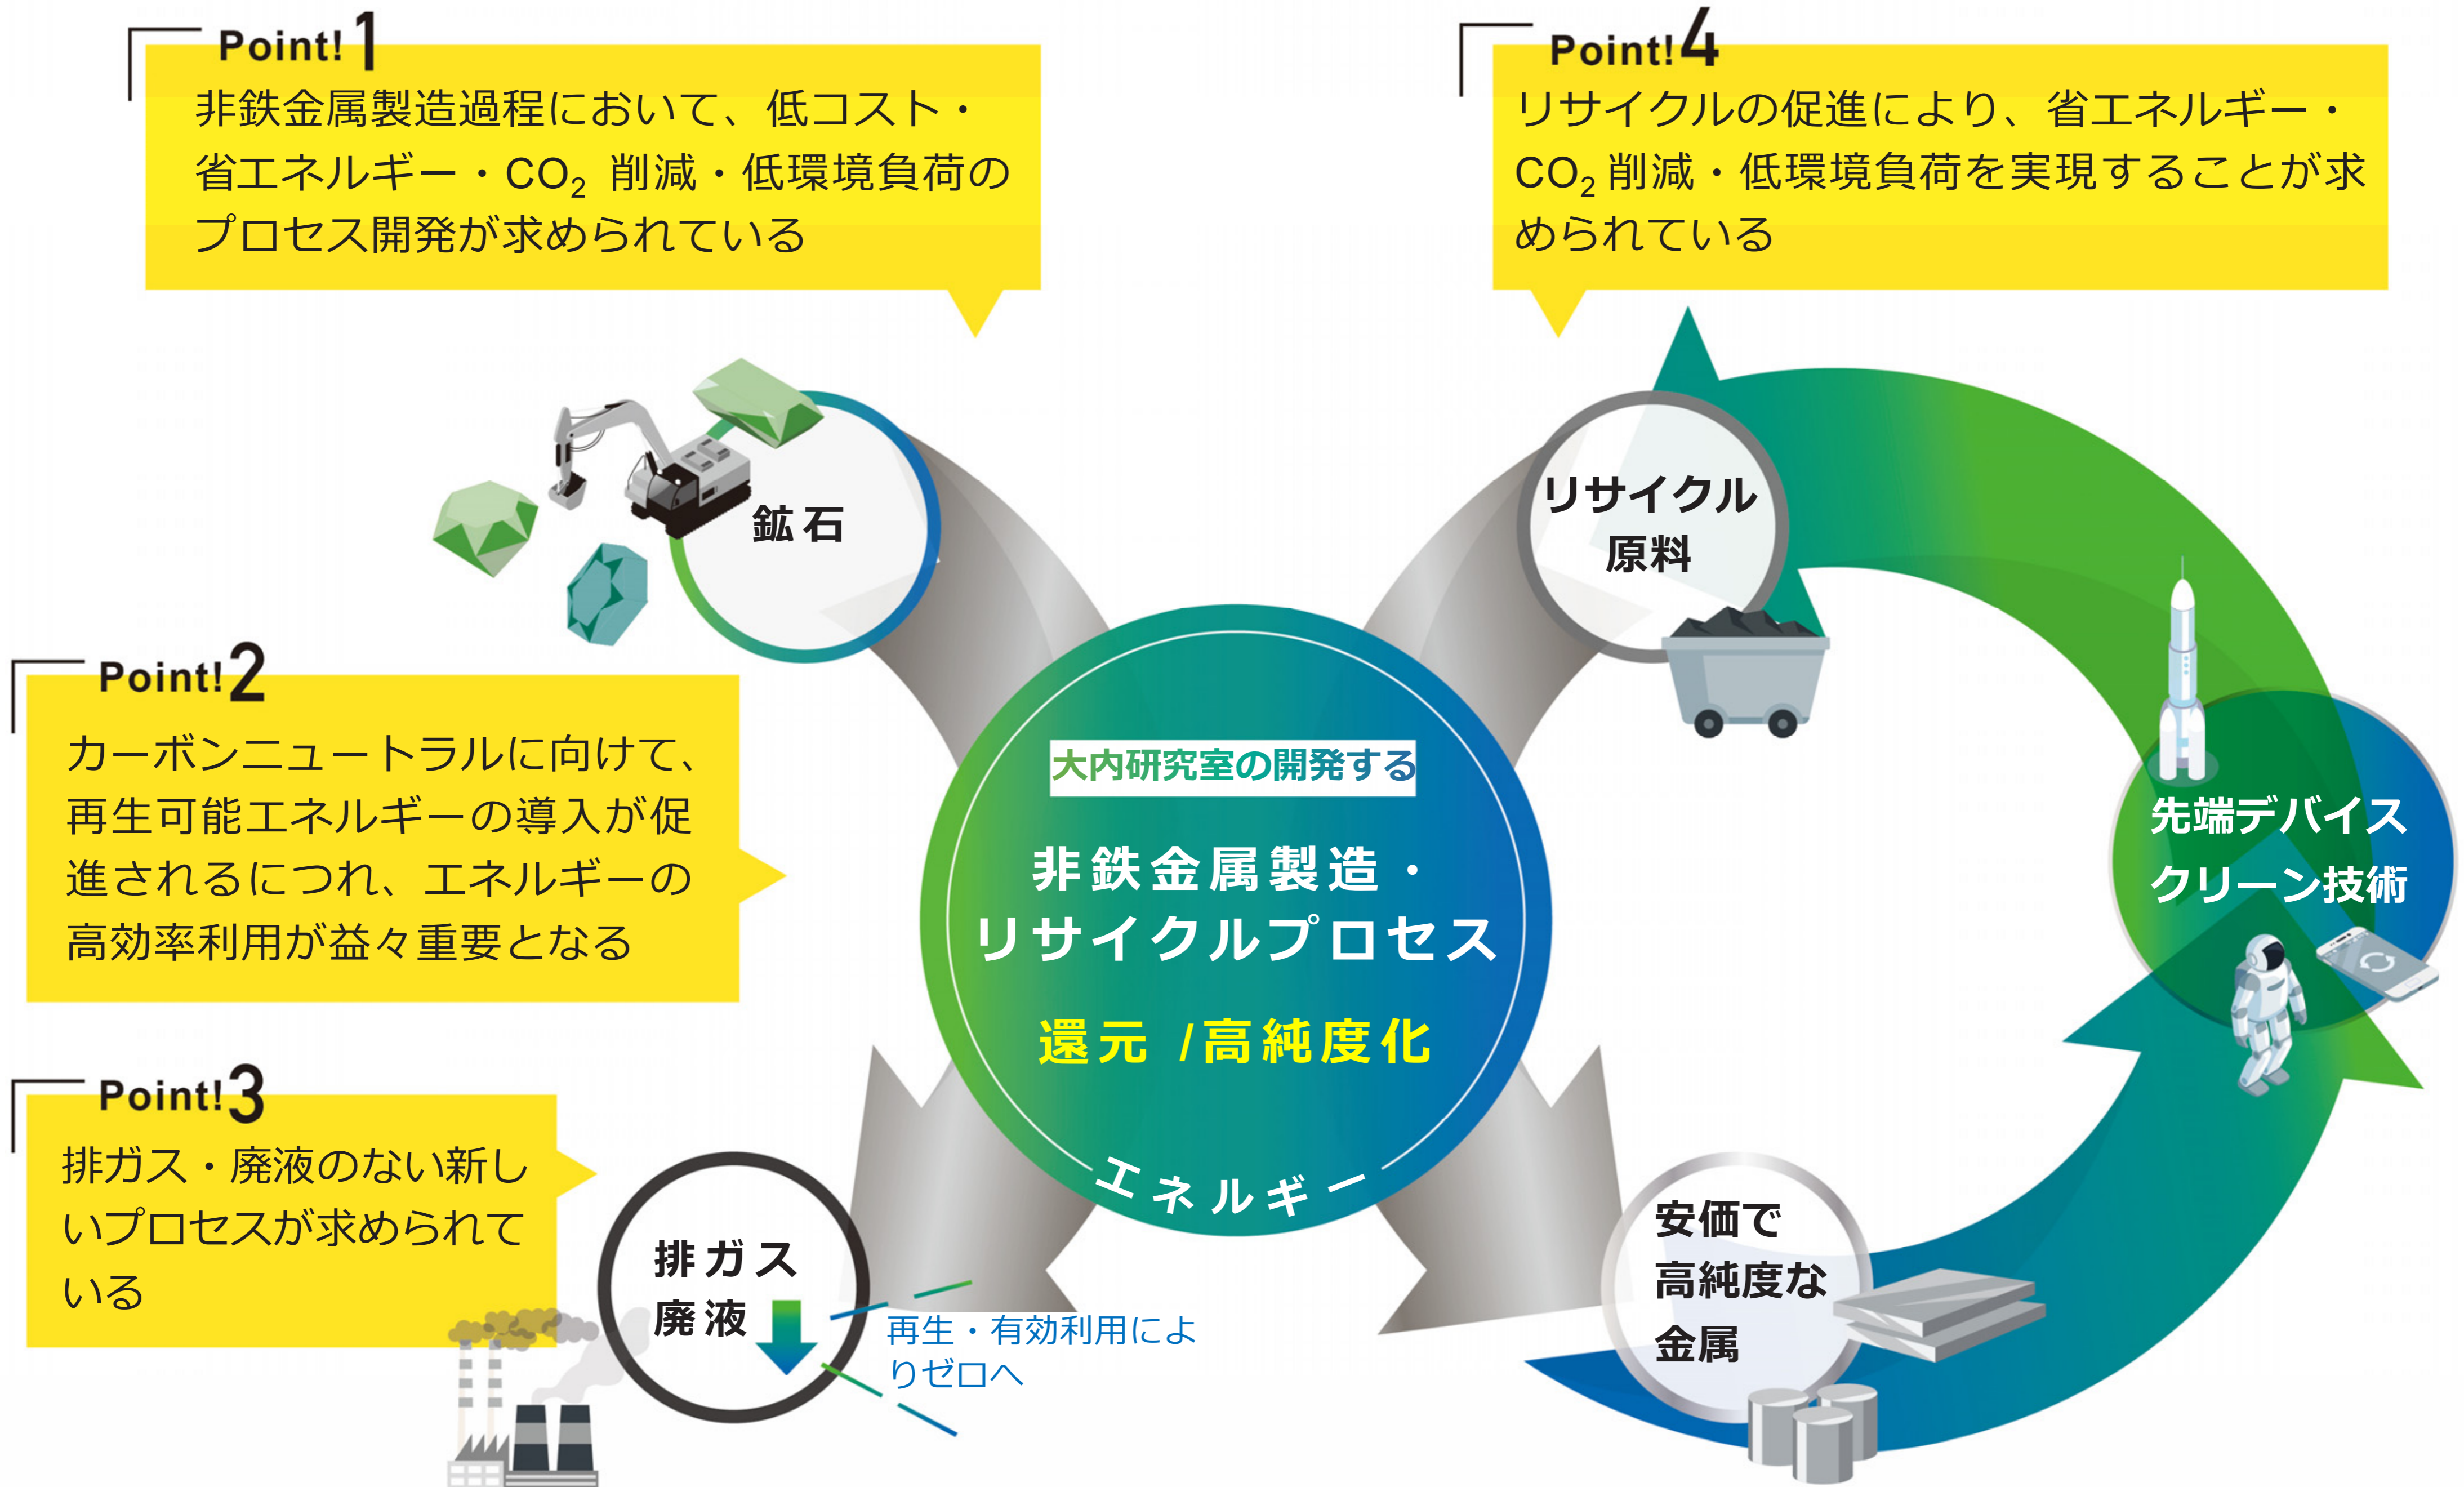 Point! 1
非鉄金属製造過程において、低コスト・
省エネルギー・CO₂ 削減・低環境負荷の
プロセス開発が求められている
Point! 4
リサイクルの促進により、省エネルギー・
CO₂ 削減・低環境負荷を実現することが求
められている
鉱石
リサイクル
原料
Point! 2
カーボンニュートラルに向けて、
再生可能エネルギーの導入が促
進されるにつれ、エネルギーの
高効率利用が益々重要となる
大内研究室の開発する
非鉄金属製造・
リサイクルプロセス
還元 /高純度化
エネルギー
先端デバイス
クリーン技術
Point! 3
排ガス・廃液のない新し
いプロセスが求められて
いる
排ガス
廃液
再生・有効利用によ
りゼロへ
安価で
高純度な
金属